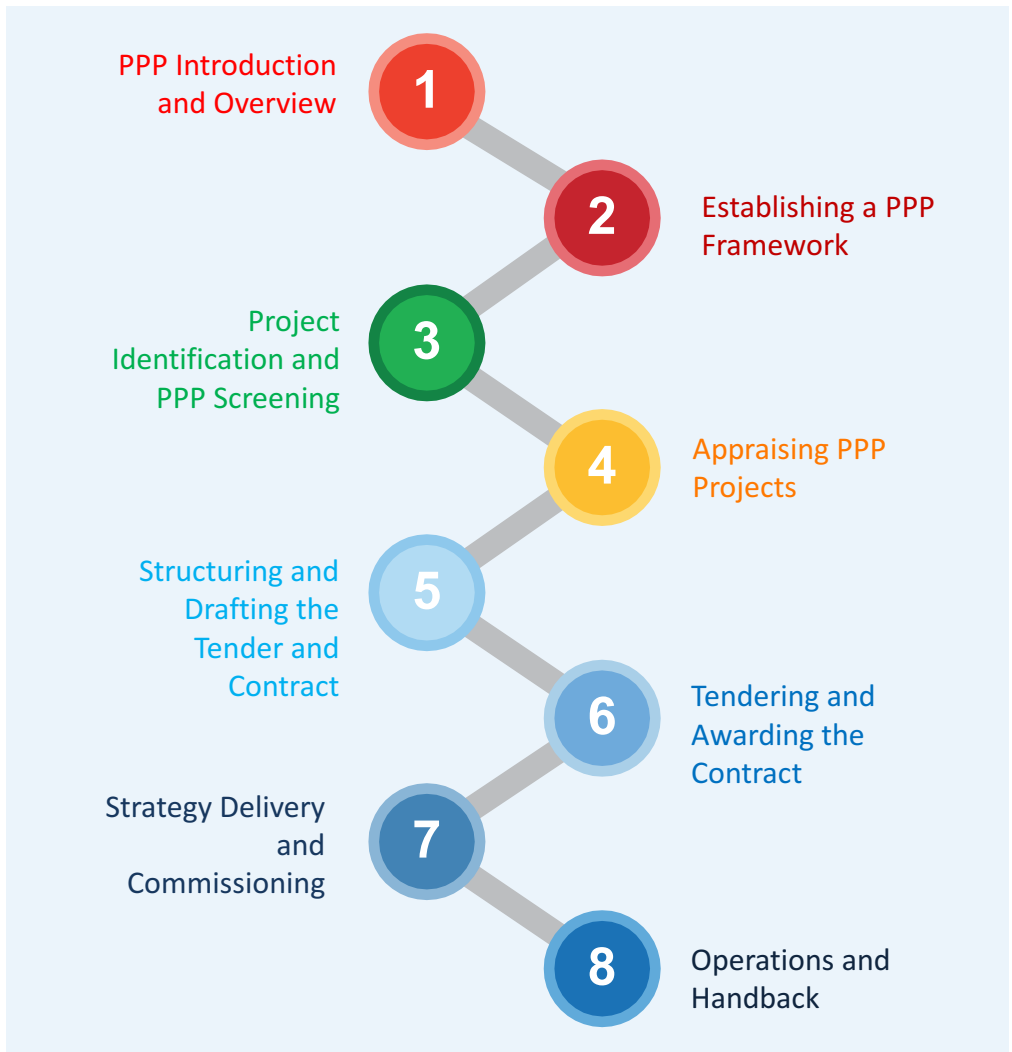 1
PPP Introduction
and Overview
2
Establishing a PPP
Framework
3
Project
Identification and
PPP Screening
4
Appraising PPP
Projects
5
Structuring and
Drafting the
Tender and
Contract
6
Tendering and
Awarding the
Contract
7
Strategy Delivery
and
Commissioning
8
Operations and
Handback